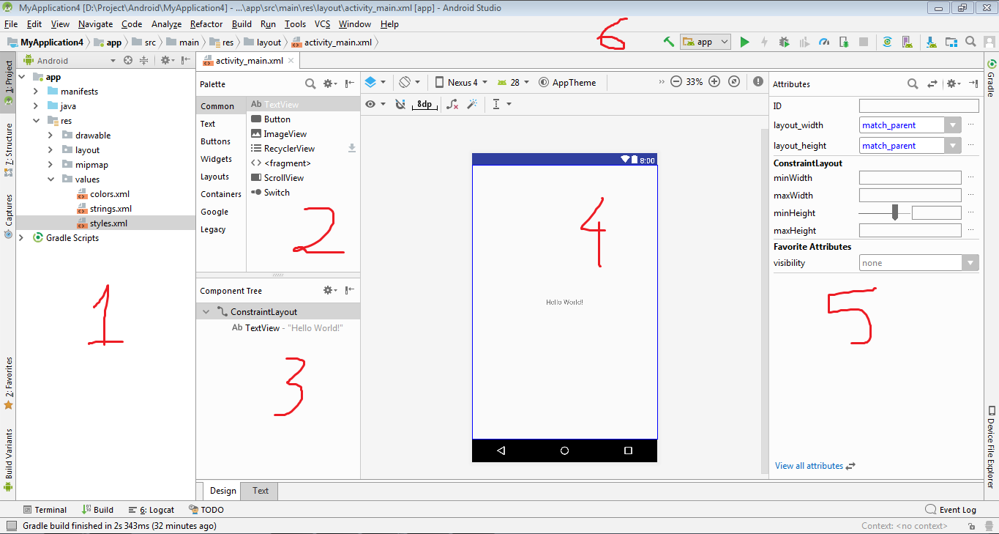 MyApplication4 [D:\Project\Android\MyApplication4] - ...\app\src\main\res\layout\activity_main.xml [app] - Android Studio
File Edit View Navigate Code Analyze Refactor Build Run Tools VCS Window Help
6
MyApplication4 app src main res layout activity_main.xml app
1: Project
7: Structure
Captures
2: Favorites
Build Variants
Android
app
manifests
java
res
drawable
layout
mipmap
values
colors.xml
strings.xml
styles.xml
Gradle Scripts
1
activity_main.xml
Palette
Common
Text
Buttons
Widgets
Layouts
Containers
Google
Legacy
Ab TextView
Button
ImageView
RecyclerView
<fragment>
ScrollView
Switch
2
Component Tree
ConstraintLayout
Ab TextView - "Hello World!"
3
Nexus 4 28 AppTheme 33%
8dp
8:00
4
Hello World!
Attributes
ID
layout_width match_parent ...
layout_height match_parent ...
ConstraintLayout
minWidth ...
maxWidth ...
minHeight ...
maxHeight ...
Favorite Attributes
visibility none
5
View all attributes
Gradle
Device File Explorer
Design Text
Terminal Build 6: Logcat TODO Event Log
Gradle build finished in 2s 343ms (32 minutes ago) Context: <no context>